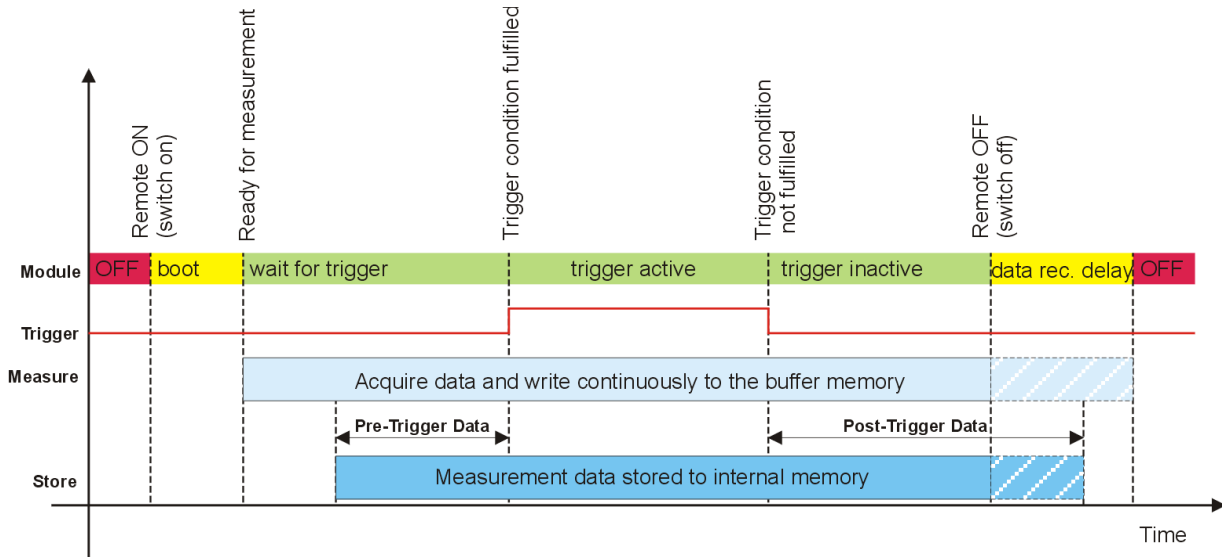 Remote ON
(switch on)
Ready for measurement
Trigger condition fulfilled
Trigger condition
not fulfilled
Remote OFF
(switch off)
Module
OFF
boot
wait for trigger
trigger active
trigger inactive
data rec. delay
OFF
Trigger
Measure
Acquire data and write continuously to the buffer memory
Pre-Trigger Data
Post-Trigger Data
Store
Measurement data stored to internal memory
Time